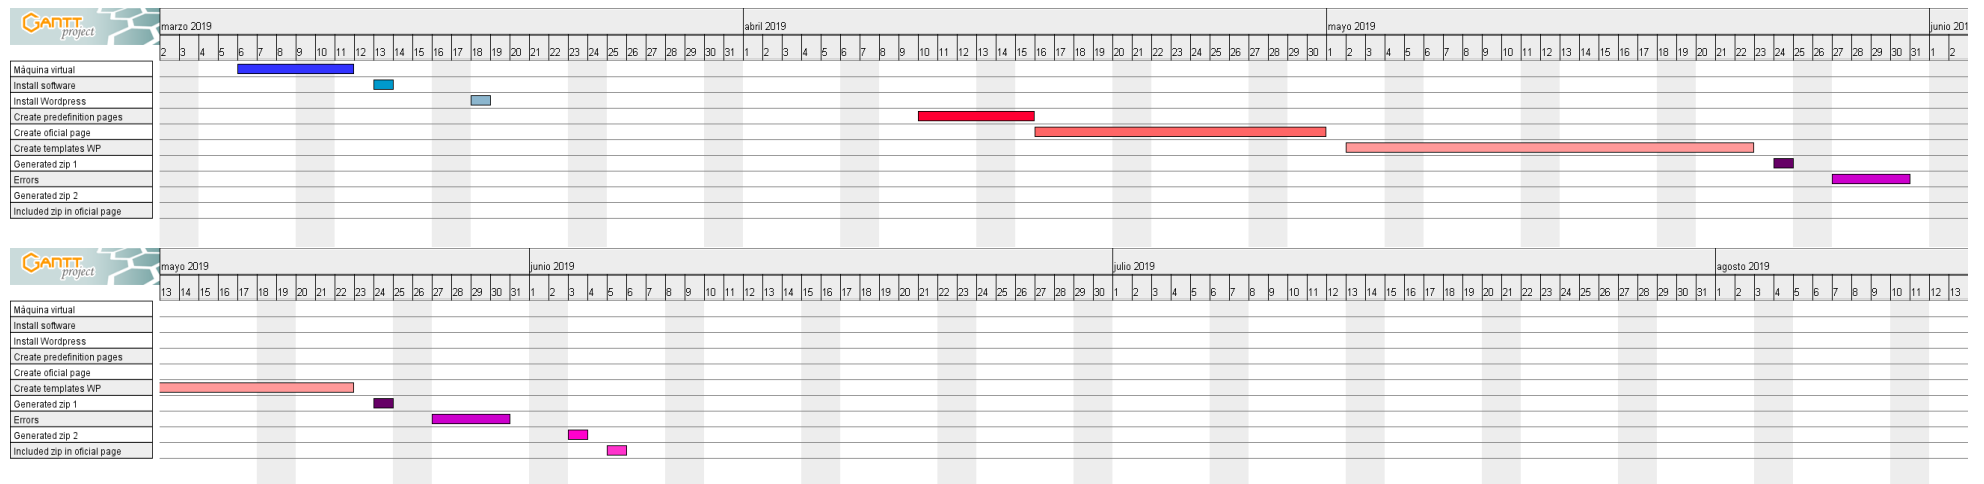 GANTT project
marzo 2019 abril 2019 mayo 2019 junio 201
2 3 4 5 6 7 8 9 10 11 12 13 14 15 16 17 18 19 20 21 22 23 24 25 26 27 28 29 30 31 1 2 3 4 5 6 7 8 9 10 11 12 13 14 15 16 17 18 19 20 21 22 23 24 25 26 27 28 29 30 1 2 3 4 5 6 7 8 9 10 11 12 13 14 15 16 17 18 19 20 21 22 23 24 25 26 27 28 29 30 31 1 2
Máquina virtual
Install software
Install Wordpress
Create predefinition pages
Create oficial page
Create templates WP
Generated zip 1
Errors
Generated zip 2
Included zip in oficial page
GANTT project
mayo 2019 junio 2019 julio 2019 agosto 2019
13 14 15 16 17 18 19 20 21 22 23 24 25 26 27 28 29 30 31 1 2 3 4 5 6 7 8 9 10 11 12 13 14 15 16 17 18 19 20 21 22 23 24 25 26 27 28 29 30 1 2 3 4 5 6 7 8 9 10 11 12 13 14 15 16 17 18 19 20 21 22 23 24 25 26 27 28 29 30 31 1 2 3 4 5 6 7 8 9 10 11 12 13
Máquina virtual
Install software
Install Wordpress
Create predefinition pages
Create oficial page
Create templates WP
Generated zip 1
Errors
Generated zip 2
Included zip in oficial page